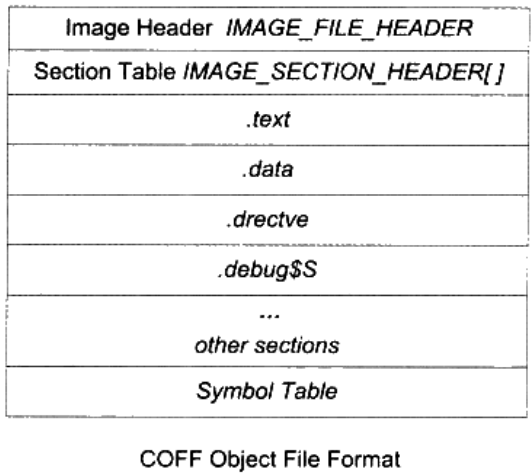 Image Header IMAGE_FILE_HEADER
Section Table IMAGE_SECTION_HEADER[ ]
.text
.data
.drectve
.debug$S
...
other sections
Symbol Table
COFF Object File Format